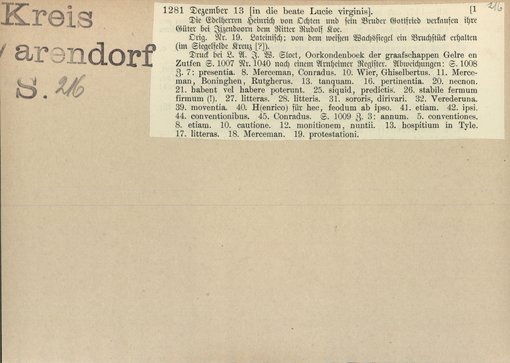 Kreis
arendorf
S. 216
216
1281 Dezember 13 [in die beate Lucie virginis]. [1
Die Edelherren Heinrich von Ochten und sein Bruder Gottfried verkaufen ihre
Güter bei Izendoorn dem Ritter Rudolf Koc.
Orig. Nr. 19. Lateinisch; von dem weißen Wachssiegel ein Bruchstück erhalten
(im Siegelfelde Kreuz [?]).
Druck bei L. A. J. W. Sloet, Oorkondenboek der graafschappen Gelre en
Zutfen S. 1007 Nr. 1040 nach einem Arnheimer Register. Abweichungen: S. 1008
Z. 7: presentia. 8. Merceman, Conradus. 10. Wier, Ghiselbertus. 11. Merce-
man, Boninghen, Rutgherus. 13. tanquam. 16. pertinentia. 20. necnon.
21. habent vel habere poterunt. 25. siquid, predictis. 26. stabile fermum
firmum (!). 27. litteras. 28. litteris. 31. sororis, dirivari. 32. Verederuna.
39. moventia. 40. H(enrico) für hec, feodum ab ipso. 41. etiam. 42. ipsi.
44. conventionibus. 45. Conradus. S. 1009 Z. 3: annum. 5. conventiones.
8. etiam. 10. cautione. 12. monitionem, nuntii. 13. hospitium in Tyle.
17. litteras. 18. Merceman. 19. protestationi.